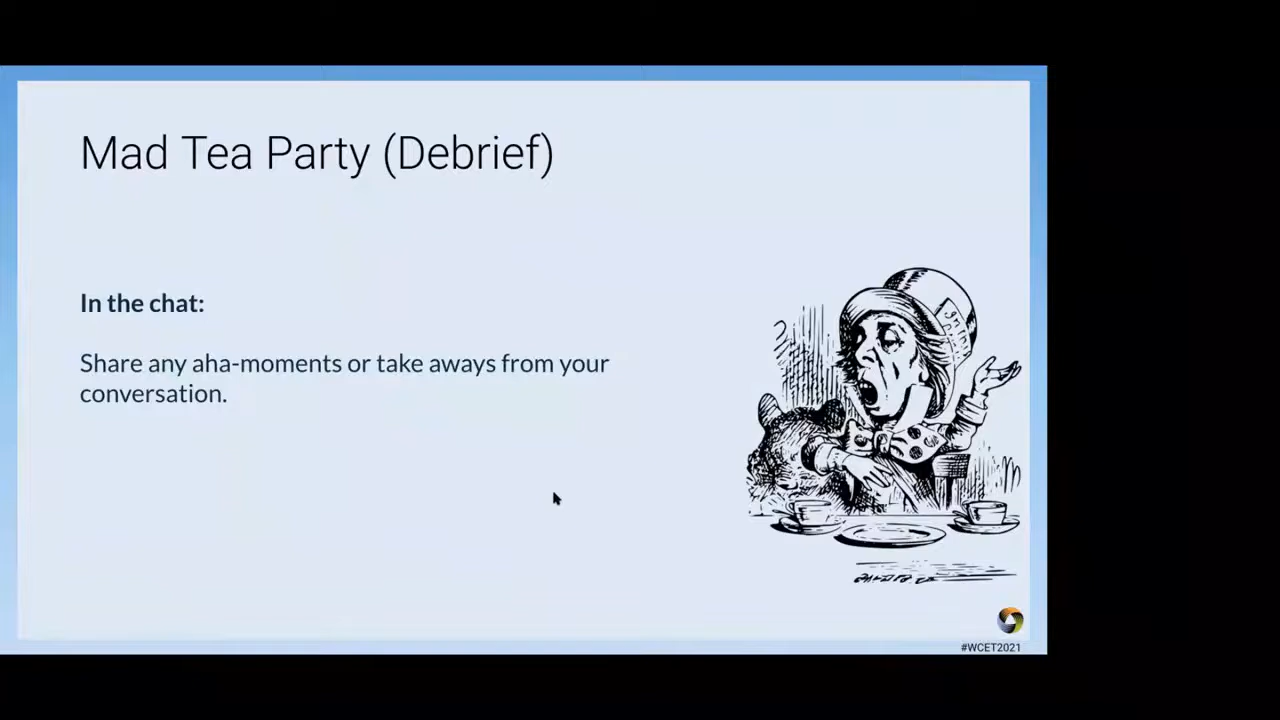 Mad Tea Party (Debrief)
In the chat:
Share any aha-moments or take aways from your
conversation.
#WCET2021